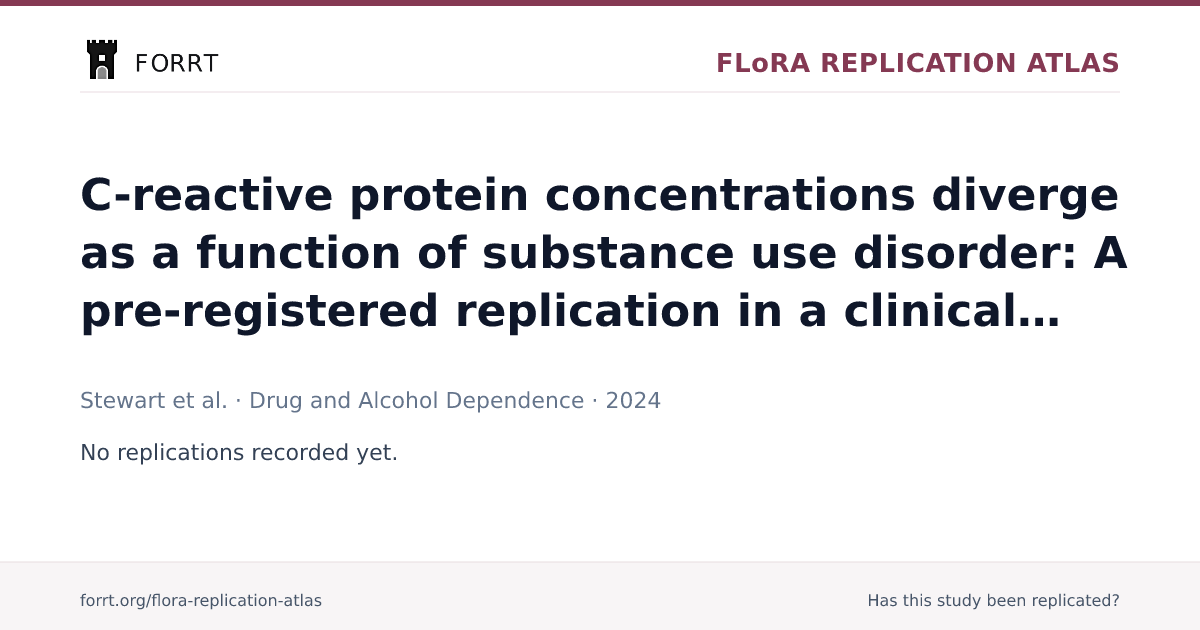 FORRT
FLoRA REPLICATION ATLAS
C-reactive protein concentrations diverge
as a function of substance use disorder: A
pre-registered replication in a clinical…
Stewart et al. · Drug and Alcohol Dependence · 2024
No replications recorded yet.
forrt.org/flora-replication-atlas
Has this study been replicated?